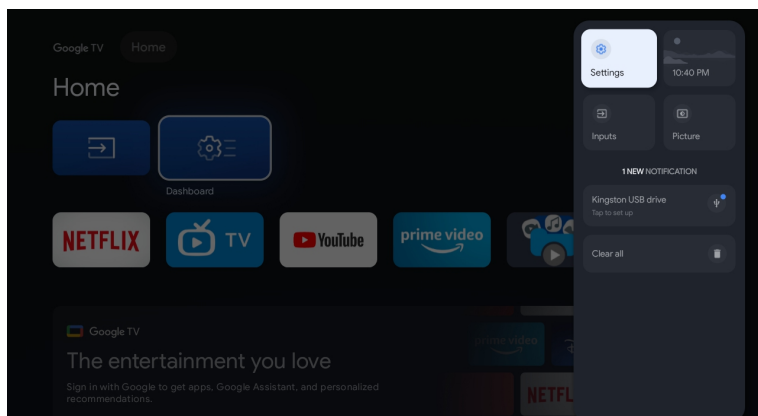 Google TV
Home
Home
Dashboard
NETFLIX
TV
YouTube
prime video
Google TV
The entertainment you love
Sign in with Google to get apps, Google Assistant, and personalized
recommendations.
prime video
NETFL
Settings
10:40 PM
Inputs
Picture
1 NEW NOTIFICATION
Kingston USB drive
Tap to set up
Clear all